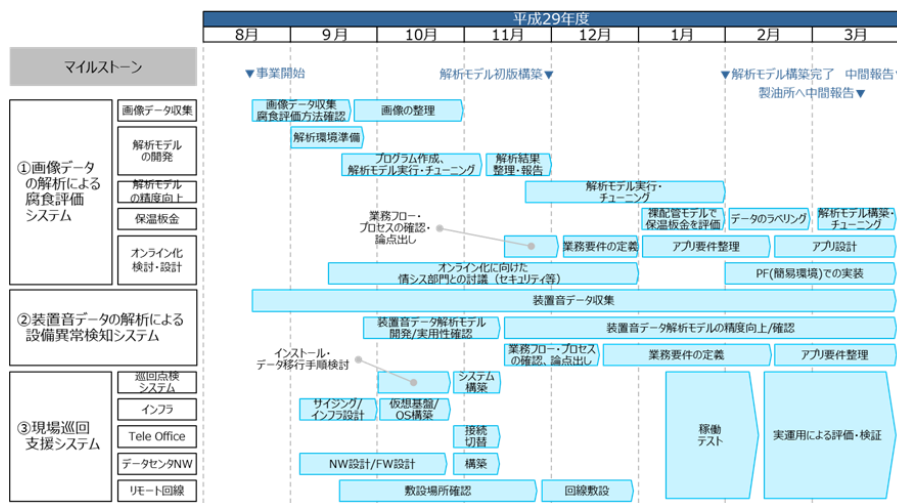 平成29年度
8月
9月
10月
11月
12月
1月
2月
3月
マイルストーン
▼事業開始
解析モデル初版構築▼
▼解析モデル構築完了 中間報告▼
製油所へ中間報告▼
①画像データ
の解析による
腐食評価
システム
画像データ収集
画像データ収集
腐食評価方法確認
画像の整理
解析モデル
の開発
解析環境準備
プログラム作成、
解析モデル実行・チューニング
解析結果
整理・報告
解析モデル
の精度向上
解析モデル実行・
チューニング
保温板金
裸配管モデルで
保温板金を評価
データのラベリング
解析モデル構築・
チューニング
オンライン化
検討・設計
業務フロー・
プロセスの確認・
論点出し
業務要件の定義
アプリ要件整理
アプリ設計
オンライン化に向けた
情シス部門との討議（セキュリティ等）
PF(簡易環境)での実装
②装置音データの解析による
設備異常検知システム
装置音データ収集
装置音データ解析モデル
開発/実用性確認
装置音データ解析モデルの精度向上/確認
業務フロー・プロセス
の確認、論点出し
業務要件の定義
アプリ要件整理
③現場巡回
支援システム
巡回点検
システム
インストール・
データ移行手順検討
システム
構築
インフラ
サイジング/
インフラ設計
仮想基盤/
OS構築
Tele Office
接続
切替
データセンタNW
NW設計/FW設計
構築
リモート回線
敷設場所確認
回線敷設
稼働
テスト
実運用による評価・検証